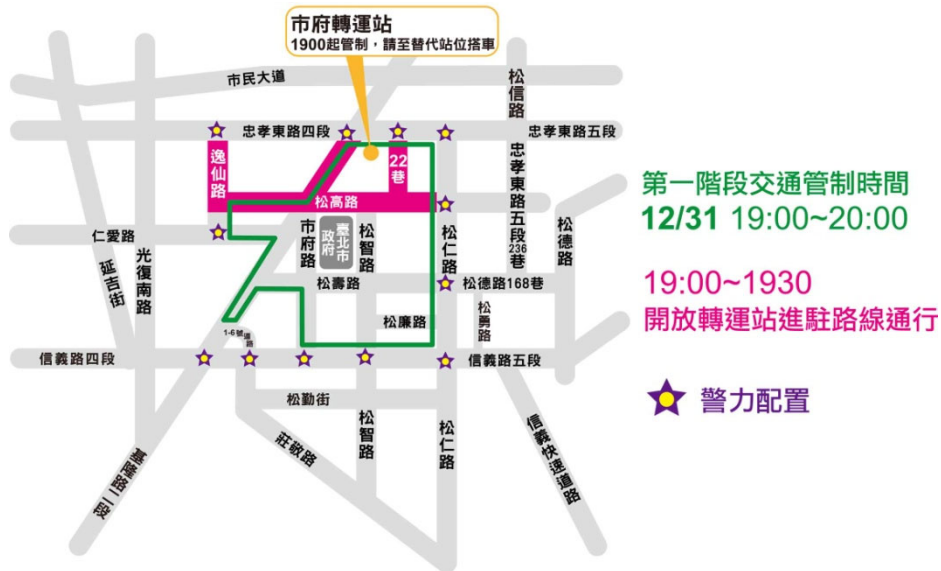 市府轉運站
1900起管制，請至替代站位搭車
市民大道
松信路
忠孝東路四段
忠孝東路五段
逸仙路
22巷
松高路
忠孝東路五段236巷
第一階段交通管制時間
12/31 19:00~20:00
仁愛路
延吉街
光復南路
市府路
臺北市政府
松智路
松仁路
松德路
松壽路
松德路168巷
19:00~1930
開放轉運站進駐路線通行
松廉路
松勇路
1-6號道路
信義路四段
信義路五段
警力配置
松勤街
莊敬路
松智路
松仁路
信義快速道路
基隆路二段